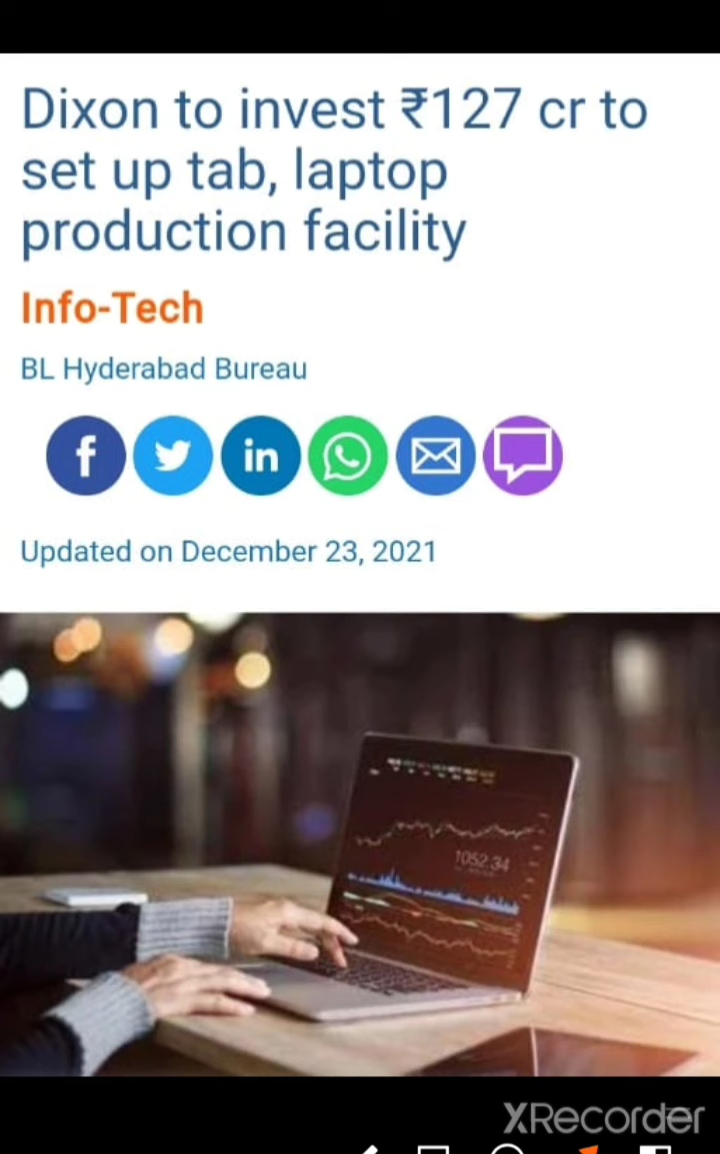 Dixon to invest ₹127 cr to
set up tab, laptop
production facility
Info-Tech
BL Hyderabad Bureau
f
in
Updated on December 23, 2021
1052.34
XRecorder